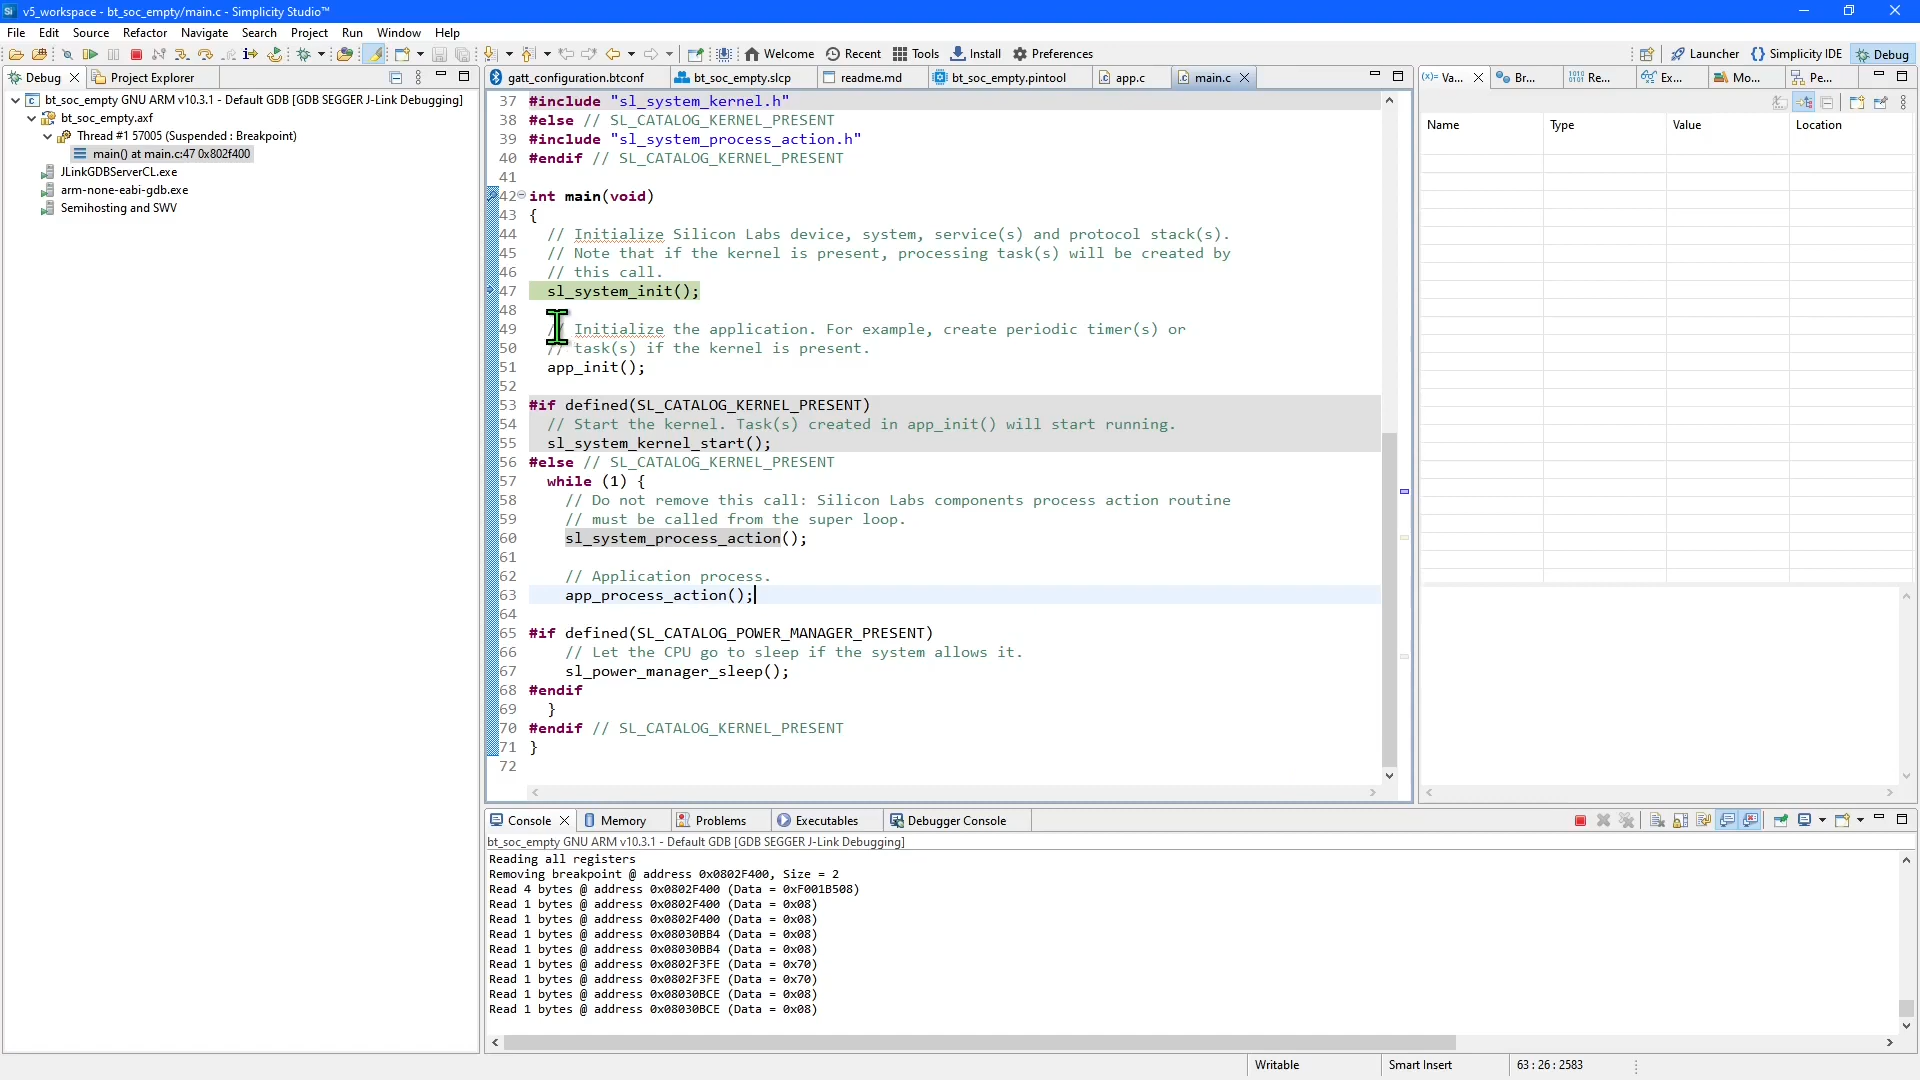 v5_workspace - bt_soc_empty/main.c - Simplicity Studio™
File Edit Source Refactor Navigate Search Project Run Window Help
Welcome Recent Tools Install Preferences Launcher Simplicity IDE Debug
Debug Project Explorer
bt_soc_empty GNU ARM v10.3.1 - Default GDB [GDB SEGGER J-Link Debugging]
bt_soc_empty.axf
Thread #1 57005 (Suspended : Breakpoint)
main() at main.c:47 0x802f400
JLinkGDBServerCL.exe
arm-none-eabi-gdb.exe
Semihosting and SWV
gatt_configuration.btconf bt_soc_empty.slcp readme.md bt_soc_empty.pintool app.c main.c
37 #include "sl_system_kernel.h"
38 #else // SL_CATALOG_KERNEL_PRESENT
39 #include "sl_system_process_action.h"
40 #endif // SL_CATALOG_KERNEL_PRESENT
41
42 int main(void)
43 {
44 // Initialize Silicon Labs device, system, service(s) and protocol stack(s).
45 // Note that if the kernel is present, processing task(s) will be created by
46 // this call.
47 sl_system_init();
48
49 // Initialize the application. For example, create periodic timer(s) or
50 // task(s) if the kernel is present.
51 app_init();
52
53 #if defined(SL_CATALOG_KERNEL_PRESENT)
54 // Start the kernel. Task(s) created in app_init() will start running.
55 sl_system_kernel_start();
56 #else // SL_CATALOG_KERNEL_PRESENT
57 while (1) {
58 // Do not remove this call: Silicon Labs components process action routine
59 // must be called from the super loop.
60 sl_system_process_action();
61
62 // Application process.
63 app_process_action();
64
65 #if defined(SL_CATALOG_POWER_MANAGER_PRESENT)
66 // Let the CPU go to sleep if the system allows it.
67 sl_power_manager_sleep();
68 #endif
69 }
70 #endif // SL_CATALOG_KERNEL_PRESENT
71 }
72
(x)= Va... Br... Re... Ex... Mo... Pe...
Name Type Value Location
Console Memory Problems Executables Debugger Console
bt_soc_empty GNU ARM v10.3.1 - Default GDB [GDB SEGGER J-Link Debugging]
Reading all registers
Removing breakpoint @ address 0x0802F400, Size = 2
Read 4 bytes @ address 0x0802F400 (Data = 0xF001B508)
Read 1 bytes @ address 0x0802F400 (Data = 0x08)
Read 1 bytes @ address 0x0802F400 (Data = 0x08)
Read 1 bytes @ address 0x08030BB4 (Data = 0x08)
Read 1 bytes @ address 0x08030BB4 (Data = 0x08)
Read 1 bytes @ address 0x0802F3FE (Data = 0x70)
Read 1 bytes @ address 0x0802F3FE (Data = 0x70)
Read 1 bytes @ address 0x08030BCE (Data = 0x08)
Read 1 bytes @ address 0x08030BCE (Data = 0x08)
Writable Smart Insert 63 : 26 : 2583